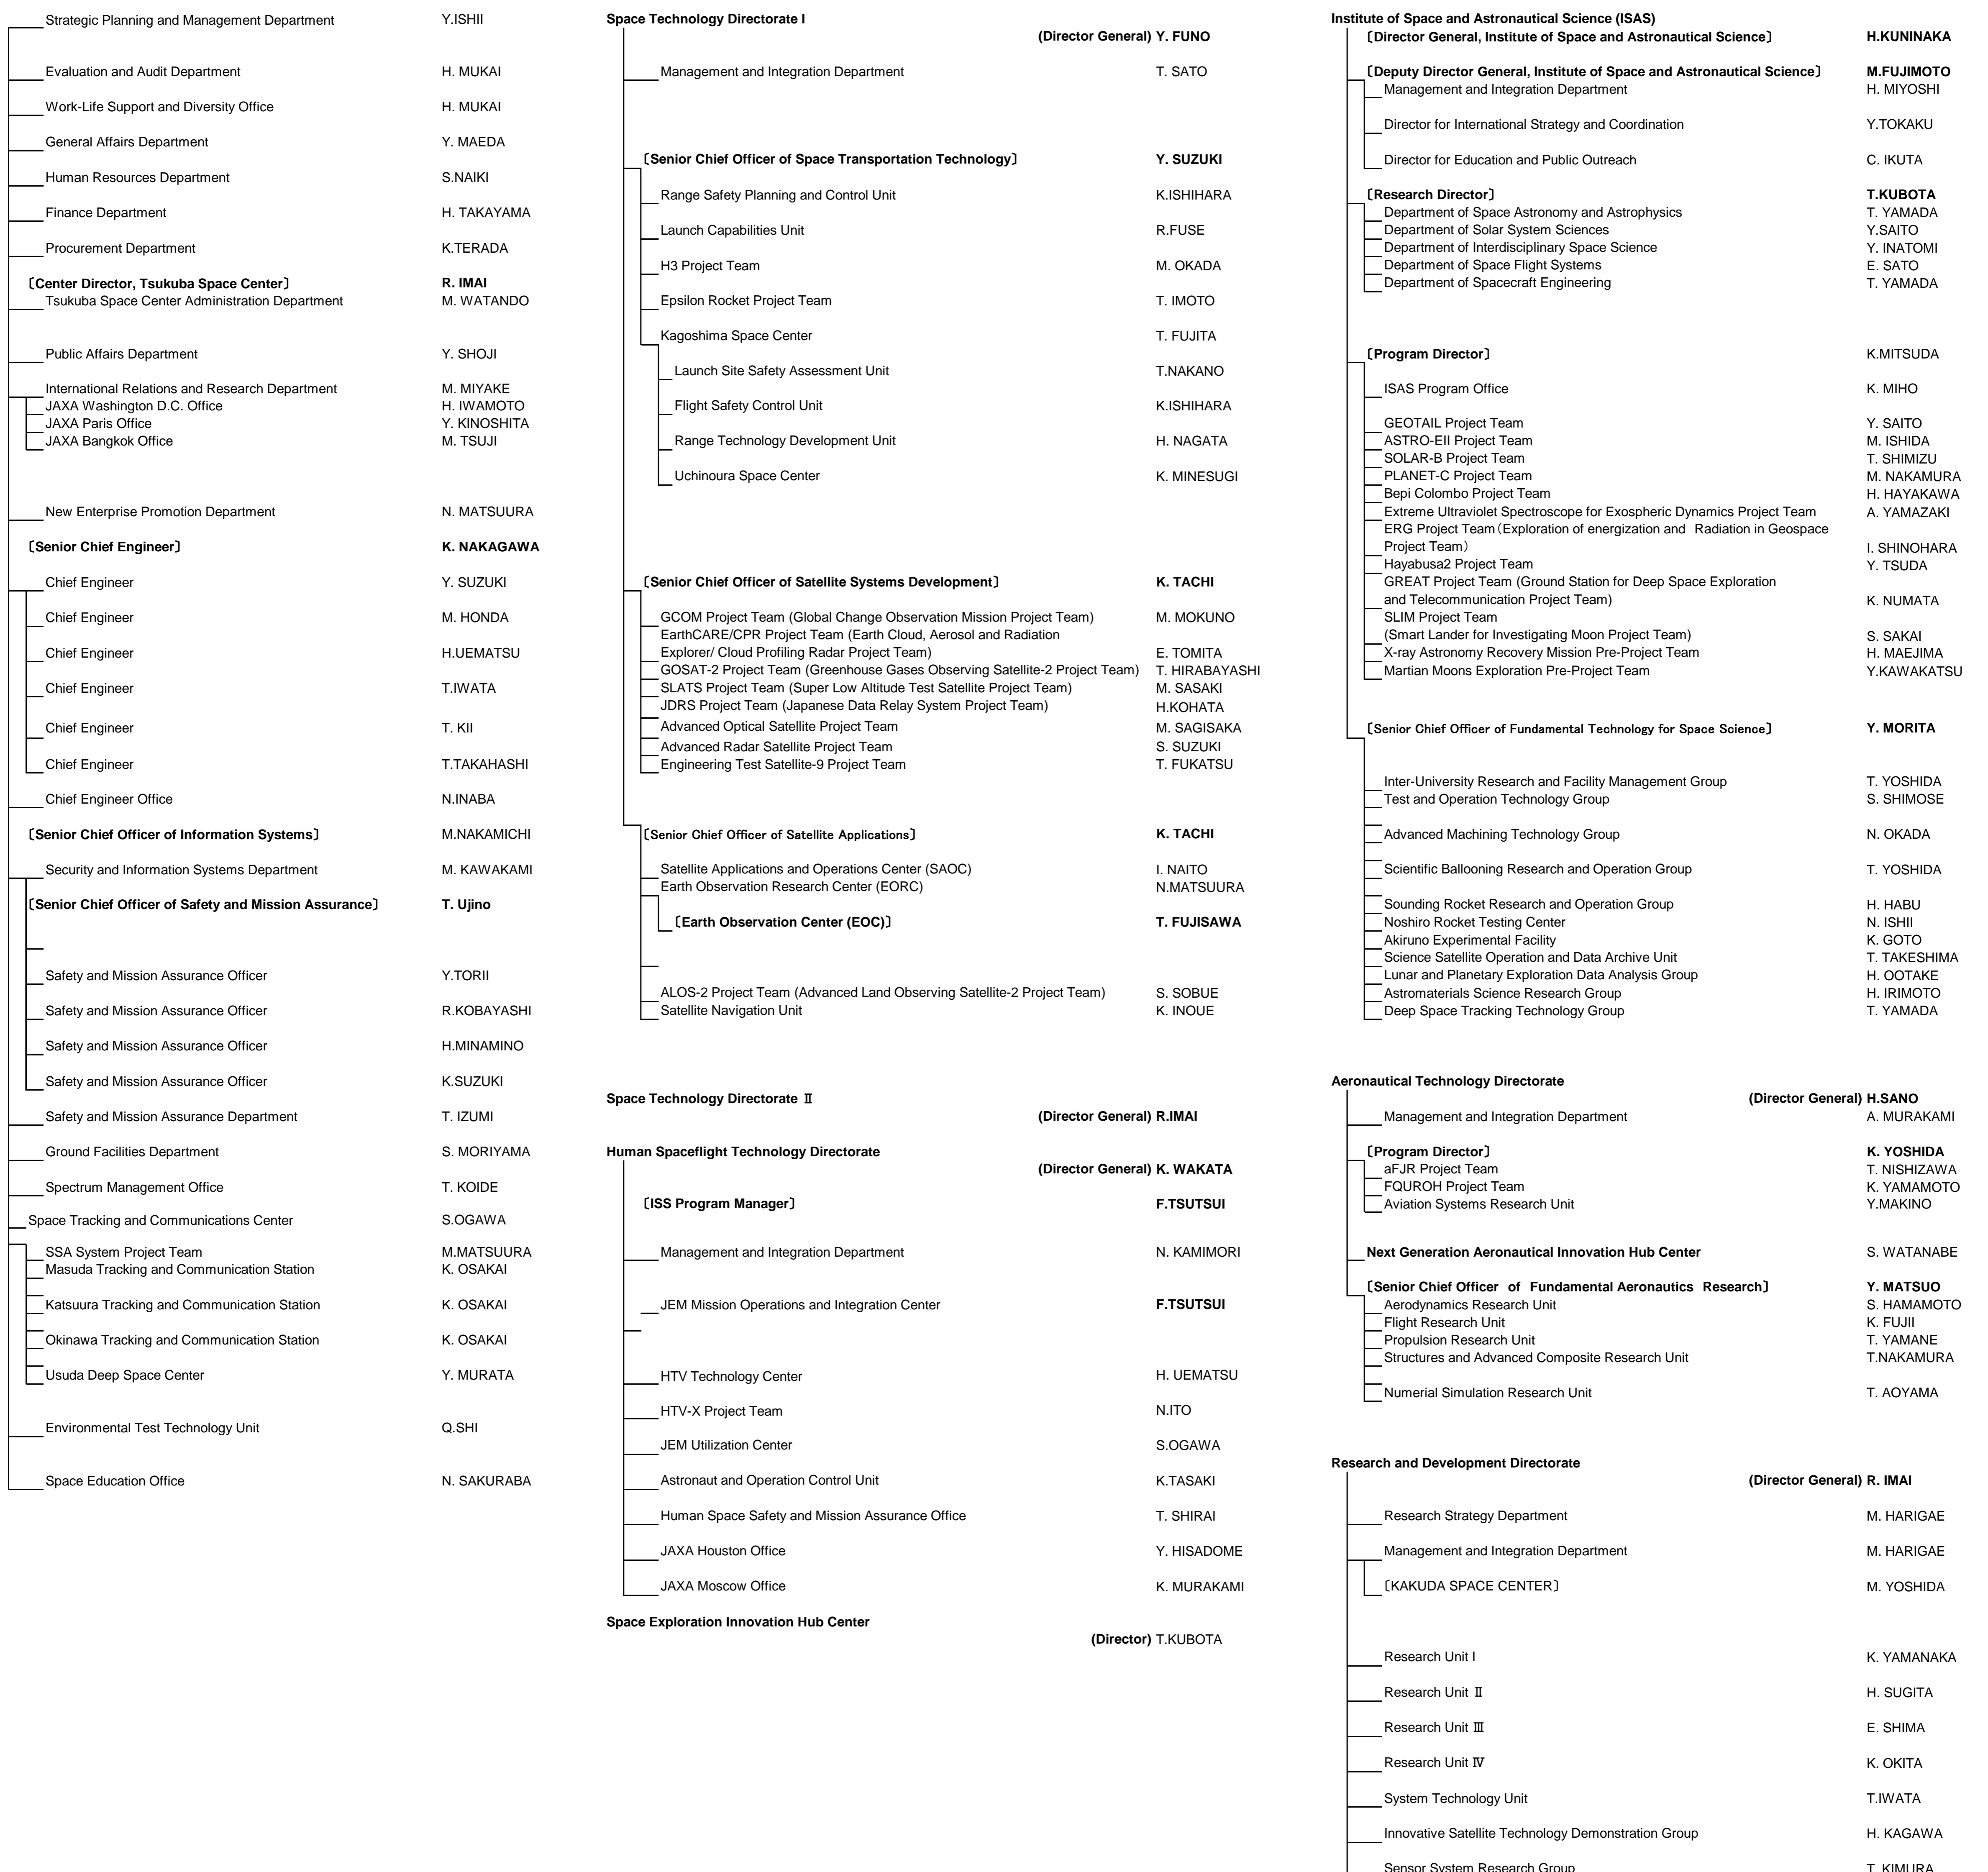 Strategic Planning and Management Department Y.ISHII
Evaluation and Audit Department H. MUKAI
Work-Life Support and Diversity Office H. MUKAI
General Affairs Department Y. MAEDA
Human Resources Department S.NAIKI
Finance Department H. TAKAYAMA
Procurement Department K.TERADA
〔Center Director, Tsukuba Space Center〕 R. IMAI
Tsukuba Space Center Administration Department M. WATANDO
Public Affairs Department Y. SHOJI
International Relations and Research Department M. MIYAKE
JAXA Washington D.C. Office H. IWAMOTO
JAXA Paris Office Y. KINOSHITA
JAXA Bangkok Office M. TSUJI
New Enterprise Promotion Department N. MATSUURA
〔Senior Chief Engineer〕 K. NAKAGAWA
Chief Engineer Y. SUZUKI
Chief Engineer M. HONDA
Chief Engineer H.UEMATSU
Chief Engineer T.IWATA
Chief Engineer T. KII
Chief Engineer T.TAKAHASHI
Chief Engineer Office N.INABA
〔Senior Chief Officer of Information Systems〕 M.NAKAMICHI
Security and Information Systems Department M. KAWAKAMI
〔Senior Chief Officer of Safety and Mission Assurance〕 T. Ujino
Safety and Mission Assurance Officer Y.TORII
Safety and Mission Assurance Officer R.KOBAYASHI
Safety and Mission Assurance Officer H.MINAMINO
Safety and Mission Assurance Officer K.SUZUKI
Safety and Mission Assurance Department T. IZUMI
Ground Facilities Department S. MORIYAMA
Spectrum Management Office T. KOIDE
Space Tracking and Communications Center S.OGAWA
SSA System Project Team M.MATSUURA
Masuda Tracking and Communication Station K. OSAKAI
Katsuura Tracking and Communication Station K. OSAKAI
Okinawa Tracking and Communication Station K. OSAKAI
Usuda Deep Space Center Y. MURATA
Environmental Test Technology Unit Q.SHI
Space Education Office N. SAKURABA
Space Technology Directorate I
(Director General) Y. FUNO
Management and Integration Department T. SATO
〔Senior Chief Officer of Space Transportation Technology〕 Y. SUZUKI
Range Safety Planning and Control Unit K.ISHIHARA
Launch Capabilities Unit R.FUSE
H3 Project Team M. OKADA
Epsilon Rocket Project Team T. IMOTO
Kagoshima Space Center T. FUJITA
Launch Site Safety Assessment Unit T.NAKANO
Flight Safety Control Unit K.ISHIHARA
Range Technology Development Unit H. NAGATA
Uchinoura Space Center K. MINESUGI
〔Senior Chief Officer of Satellite Systems Development〕 K. TACHI
GCOM Project Team (Global Change Observation Mission Project Team) M. MOKUNO
EarthCARE/CPR Project Team (Earth Cloud, Aerosol and Radiation
Explorer/ Cloud Profiling Radar Project Team) E. TOMITA
GOSAT-2 Project Team (Greenhouse Gases Observing Satellite-2 Project Team) T. HIRABAYASHI
SLATS Project Team (Super Low Altitude Test Satellite Project Team) M. SASAKI
JDRS Project Team (Japanese Data Relay System Project Team) H.KOHATA
Advanced Optical Satellite Project Team M. SAGISAKA
Advanced Radar Satellite Project Team S. SUZUKI
Engineering Test Satellite-9 Project Team T. FUKATSU
〔Senior Chief Officer of Satellite Applications〕 K. TACHI
Satellite Applications and Operations Center (SAOC) I. NAITO
Earth Observation Research Center (EORC) N.MATSUURA
〔Earth Observation Center (EOC)〕 T. FUJISAWA
ALOS-2 Project Team (Advanced Land Observing Satellite-2 Project Team) S. SOBUE
Satellite Navigation Unit K. INOUE
Space Technology Directorate Ⅱ
(Director General) R.IMAI
Human Spaceflight Technology Directorate
(Director General) K. WAKATA
〔ISS Program Manager〕 F.TSUTSUI
Management and Integration Department N. KAMIMORI
JEM Mission Operations and Integration Center F.TSUTSUI
HTV Technology Center H. UEMATSU
HTV-X Project Team N.ITO
JEM Utilization Center S.OGAWA
Astronaut and Operation Control Unit K.TASAKI
Human Space Safety and Mission Assurance Office T. SHIRAI
JAXA Houston Office Y. HISADOME
JAXA Moscow Office K. MURAKAMI
Space Exploration Innovation Hub Center
(Director) T.KUBOTA
Institute of Space and Astronautical Science (ISAS)
〔Director General, Institute of Space and Astronautical Science〕 H.KUNINAKA
〔Deputy Director General, Institute of Space and Astronautical Science〕 M.FUJIMOTO
Management and Integration Department H. MIYOSHI
Director for International Strategy and Coordination Y.TOKAKU
Director for Education and Public Outreach C. IKUTA
〔Research Director〕 T.KUBOTA
Department of Space Astronomy and Astrophysics T. YAMADA
Department of Solar System Sciences Y.SAITO
Department of Interdisciplinary Space Science Y. INATOMI
Department of Space Flight Systems E. SATO
Department of Spacecraft Engineering T. YAMADA
〔Program Director〕 K.MITSUDA
ISAS Program Office K. MIHO
GEOTAIL Project Team Y. SAITO
ASTRO-EII Project Team M. ISHIDA
SOLAR-B Project Team T. SHIMIZU
PLANET-C Project Team M. NAKAMURA
Bepi Colombo Project Team H. HAYAKAWA
Extreme Ultraviolet Spectroscope for Exospheric Dynamics Project Team A. YAMAZAKI
ERG Project Team（Exploration of energization and Radiation in Geospace
Project Team） I. SHINOHARA
Hayabusa2 Project Team Y. TSUDA
GREAT Project Team (Ground Station for Deep Space Exploration
and Telecommunication Project Team) K. NUMATA
SLIM Project Team
(Smart Lander for Investigating Moon Project Team) S. SAKAI
X-ray Astronomy Recovery Mission Pre-Project Team H. MAEJIMA
Martian Moons Exploration Pre-Project Team Y.KAWAKATSU
〔Senior Chief Officer of Fundamental Technology for Space Science〕 Y. MORITA
Inter-University Research and Facility Management Group T. YOSHIDA
Test and Operation Technology Group S. SHIMOSE
Advanced Machining Technology Group N. OKADA
Scientific Ballooning Research and Operation Group T. YOSHIDA
Sounding Rocket Research and Operation Group H. HABU
Noshiro Rocket Testing Center N. ISHII
Akiruno Experimental Facility K. GOTO
Science Satellite Operation and Data Archive Unit T. TAKESHIMA
Lunar and Planetary Exploration Data Analysis Group H. OOTAKE
Astromaterials Science Research Group H. IRIMOTO
Deep Space Tracking Technology Group T. YAMADA
Aeronautical Technology Directorate
(Director General) H.SANO
Management and Integration Department A. MURAKAMI
〔Program Director〕 K. YOSHIDA
aFJR Project Team T. NISHIZAWA
FQUROH Project Team K. YAMAMOTO
Aviation Systems Research Unit Y.MAKINO
Next Generation Aeronautical Innovation Hub Center S. WATANABE
〔Senior Chief Officer of Fundamental Aeronautics Research〕 Y. MATSUO
Aerodynamics Research Unit S. HAMAMOTO
Flight Research Unit K. FUJII
Propulsion Research Unit T. YAMANE
Structures and Advanced Composite Research Unit T.NAKAMURA
Numerial Simulation Research Unit T. AOYAMA
Research and Development Directorate
(Director General) R. IMAI
Research Strategy Department M. HARIGAE
Management and Integration Department M. HARIGAE
〔KAKUDA SPACE CENTER〕 M. YOSHIDA
Research Unit I K. YAMANAKA
Research Unit Ⅱ H. SUGITA
Research Unit Ⅲ E. SHIMA
Research Unit Ⅳ K. OKITA
System Technology Unit T.IWATA
Innovative Satellite Technology Demonstration Group H. KAGAWA
Sensor System Research Group T. KIMURA